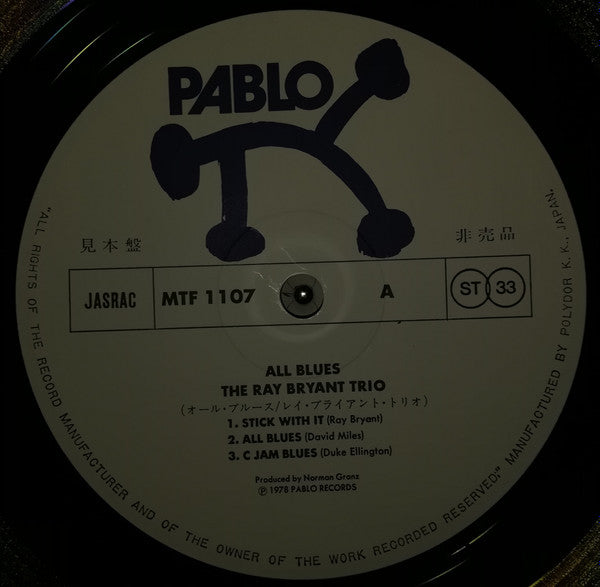 PABLO
見本盤
非売品
JASRAC
MTF 1107
A
ST 33
ALL BLUES
THE RAY BRYANT TRIO
(オール・ブルース/レイ・ブライアント・トリオ)
1. STICK WITH IT (Ray Bryant)
2. ALL BLUES (David Miles)
3. C JAM BLUES (Duke Ellington)
Produced by Norman Granz
℗ 1978 PABLO RECORDS
"ALL RIGHTS OF THE RECORD MANUFACTURER AND OF THE OWNER OF THE WORK RECORDED RESERVED," MANUFACTURED BY POLYDOR K. K., JAPAN.